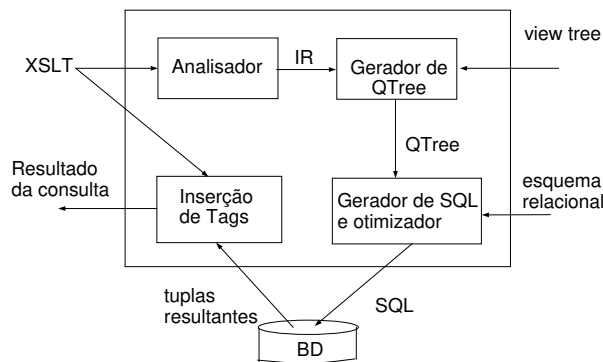 view tree
XSLT
Analisador
IR
Gerador de
QTree
QTree
Resultado
da consulta
Inserção
de Tags
Gerador de SQL
e otimizador
esquema
relacional
tuplas
resultantes
SQL
BD